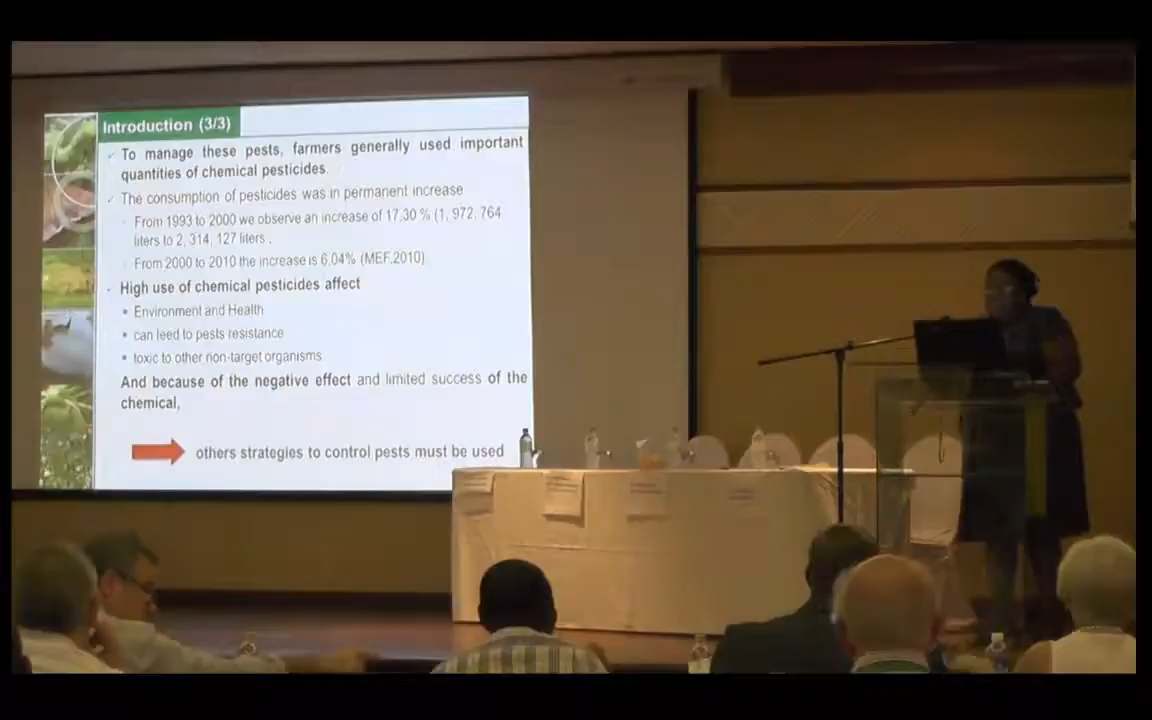 Introduction (3/3)
✓ To manage these pests, farmers generally used important
quantities of chemical pesticides.
✓ The consumption of pesticides was in permanent increase
From 1993 to 2000 we observe an increase of 17,30 % (1, 972, 764
liters to 2, 314, 127 liters .
From 2000 to 2010 the increase is 6,04% (MEF,2010)
High use of chemical pesticides affect
• Environment and Health
• can leed to pests resistance
• toxic to other non-target organisms
And because of the negative effect and limited success of the
chemical,
others strategies to control pests must be used